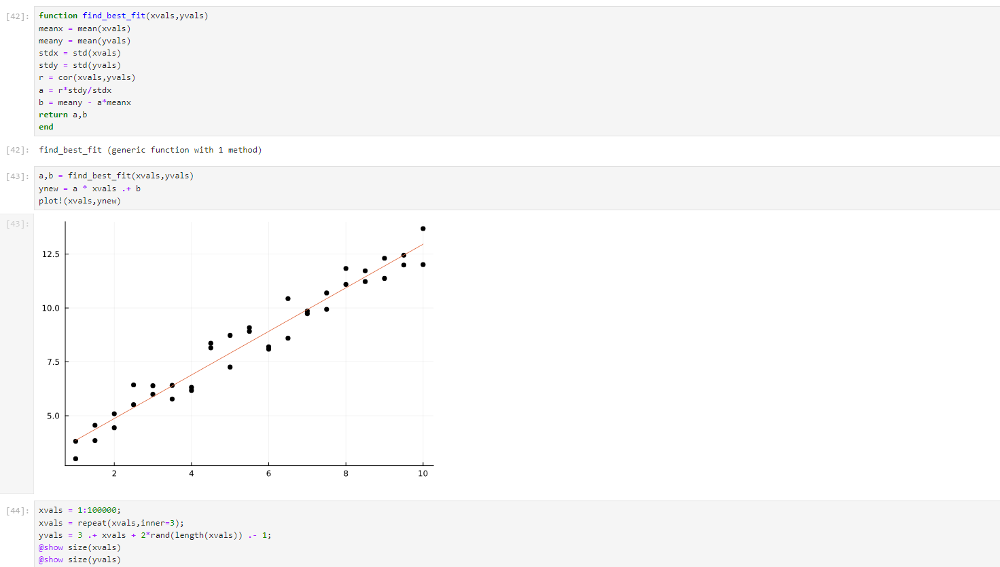 [42]: function find_best_fit(xvals,yvals)
meanx = mean(xvals)
meany = mean(yvals)
stdx = std(xvals)
stdy = std(yvals)
r = cor(xvals,yvals)
a = r*stdy/stdx
b = meany - a*meanx
return a,b
end
[42]: find_best_fit (generic function with 1 method)
[43]: a,b = find_best_fit(xvals,yvals)
ynew = a * xvals .+ b
plot!(xvals,ynew)
[43]:
12.5
10.0
7.5
5.0
2 4 6 8 10
[44]: xvals = 1:100000;
xvals = repeat(xvals,inner=3);
yvals = 3 .+ xvals + 2*rand(length(xvals)) .- 1;
@show size(xvals)
@show size(yvals)